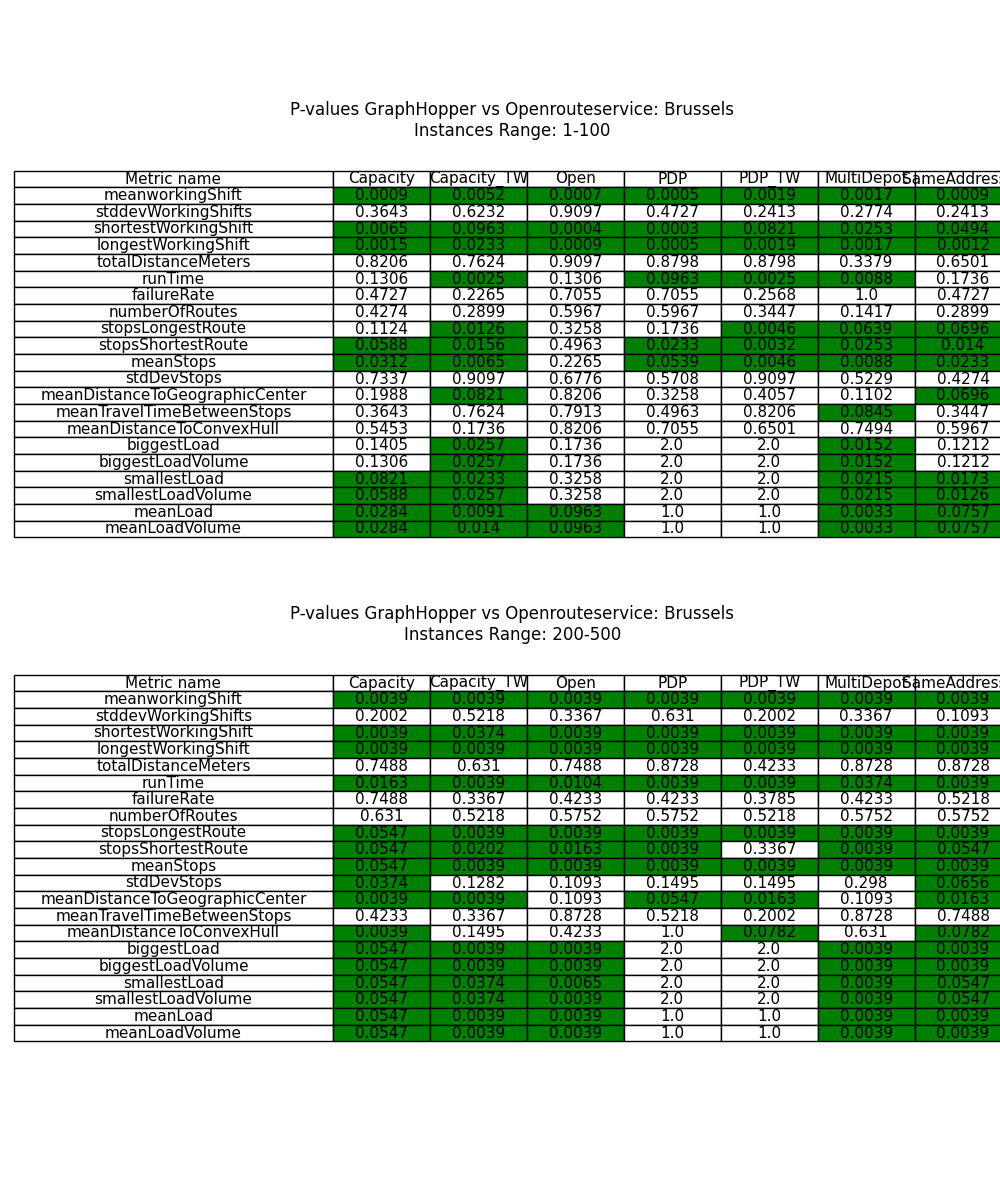 P-values GraphHopper vs Openrouteservice: Brussels
Instances Range: 1-100
Metric name Capacity Capacity_TW Open PDP PDP_TW MultiDepot SameAddress
meanworkingShift 0.0009 0.0052 0.0007 0.0005 0.0019 0.0017 0.0009
stddevWorkingShifts 0.3643 0.6232 0.9097 0.4727 0.2413 0.2774 0.2413
shortestWorkingShift 0.0065 0.0963 0.0004 0.0003 0.0821 0.0253 0.0494
longestWorkingShift 0.0015 0.0233 0.0009 0.0005 0.0019 0.0017 0.0012
totalDistanceMeters 0.8206 0.7624 0.9097 0.8798 0.8798 0.3379 0.6501
runTime 0.1306 0.0025 0.1306 0.0963 0.0025 0.0088 0.1736
failureRate 0.4727 0.2265 0.7055 0.7055 0.2568 1.0 0.4727
numberOfRoutes 0.4274 0.2899 0.5967 0.5967 0.3447 0.1417 0.2899
stopsLongestRoute 0.1124 0.0126 0.3258 0.1736 0.0046 0.0639 0.0696
stopsShortestRoute 0.0588 0.0156 0.4963 0.0233 0.0032 0.0253 0.014
meanStops 0.0312 0.0065 0.2265 0.0539 0.0046 0.0088 0.0233
stdDevStops 0.7337 0.9097 0.6776 0.5708 0.9097 0.5229 0.4274
meanDistanceToGeographicCenter 0.1988 0.0821 0.8206 0.3258 0.4057 0.1102 0.0696
meanTravelTimeBetweenStops 0.3643 0.7624 0.7913 0.4963 0.8206 0.0845 0.3447
meanDistanceToConvexHull 0.5453 0.1736 0.8206 0.7055 0.6501 0.7494 0.5967
biggestLoad 0.1405 0.0257 0.1736 2.0 2.0 0.0152 0.1212
biggestLoadVolume 0.1306 0.0257 0.1736 2.0 2.0 0.0152 0.1212
smallestLoad 0.0821 0.0233 0.3258 2.0 2.0 0.0215 0.0173
smallestLoadVolume 0.0588 0.0257 0.3258 2.0 2.0 0.0215 0.0126
meanLoad 0.0284 0.0091 0.0963 1.0 1.0 0.0033 0.0757
meanLoadVolume 0.0284 0.014 0.0963 1.0 1.0 0.0033 0.0757
P-values GraphHopper vs Openrouteservice: Brussels
Instances Range: 200-500
Metric name Capacity Capacity_TW Open PDP PDP_TW MultiDepot SameAddress
meanworkingShift 0.0039 0.0039 0.0039 0.0039 0.0039 0.0039 0.0039
stddevWorkingShifts 0.2002 0.5218 0.3367 0.631 0.2002 0.3367 0.1093
shortestWorkingShift 0.0039 0.0374 0.0039 0.0039 0.0039 0.0039 0.0039
longestWorkingShift 0.0039 0.0039 0.0039 0.0039 0.0039 0.0039 0.0039
totalDistanceMeters 0.7488 0.631 0.7488 0.8728 0.4233 0.8728 0.8728
runTime 0.0163 0.0039 0.0104 0.0039 0.0039 0.0374 0.0039
failureRate 0.7488 0.3367 0.4233 0.4233 0.3785 0.4233 0.5218
numberOfRoutes 0.631 0.5218 0.5752 0.5752 0.5218 0.5752 0.5752
stopsLongestRoute 0.0547 0.0039 0.0039 0.0039 0.0039 0.0039 0.0039
stopsShortestRoute 0.0547 0.0202 0.0163 0.0039 0.3367 0.0039 0.0547
meanStops 0.0547 0.0039 0.0039 0.0039 0.0039 0.0039 0.0039
stdDevStops 0.0374 0.1282 0.1093 0.1495 0.1495 0.298 0.0656
meanDistanceToGeographicCenter 0.0039 0.0039 0.1093 0.0547 0.0163 0.1093 0.0163
meanTravelTimeBetweenStops 0.4233 0.3367 0.8728 0.5218 0.2002 0.8728 0.7488
meanDistanceToConvexHull 0.0039 0.1495 0.4233 1.0 0.0782 0.631 0.0782
biggestLoad 0.0547 0.0039 0.0039 2.0 2.0 0.0039 0.0039
biggestLoadVolume 0.0547 0.0039 0.0039 2.0 2.0 0.0039 0.0039
smallestLoad 0.0547 0.0374 0.0065 2.0 2.0 0.0039 0.0547
smallestLoadVolume 0.0547 0.0374 0.0039 2.0 2.0 0.0039 0.0547
meanLoad 0.0547 0.0039 0.0039 1.0 1.0 0.0039 0.0039
meanLoadVolume 0.0547 0.0039 0.0039 1.0 1.0 0.0039 0.0039